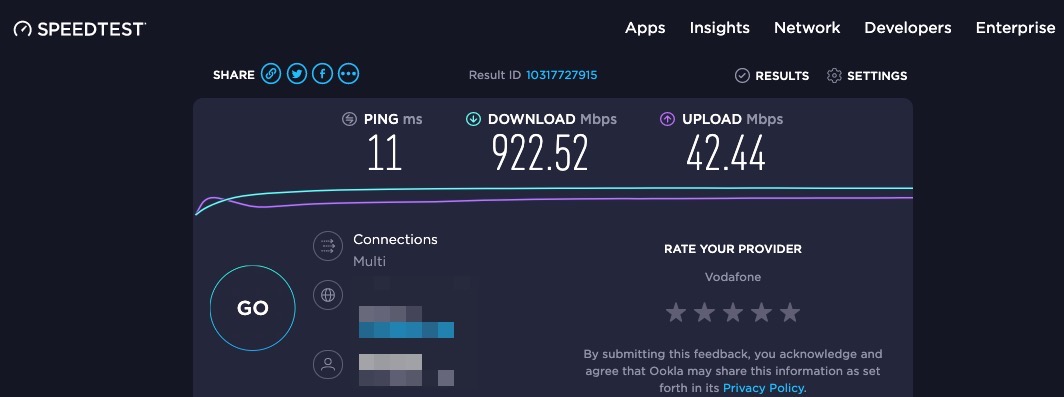 SPEEDTEST
Apps Insights Network Developers Enterprise
SHARE Result ID 10317727915 RESULTS SETTINGS
PING ms DOWNLOAD Mbps UPLOAD Mbps
11 922.52 42.44
Connections
Multi
GO
RATE YOUR PROVIDER
Vodafone
By submitting this feedback, you acknowledge and
agree that Ookla may share this information as set
forth in its Privacy Policy.